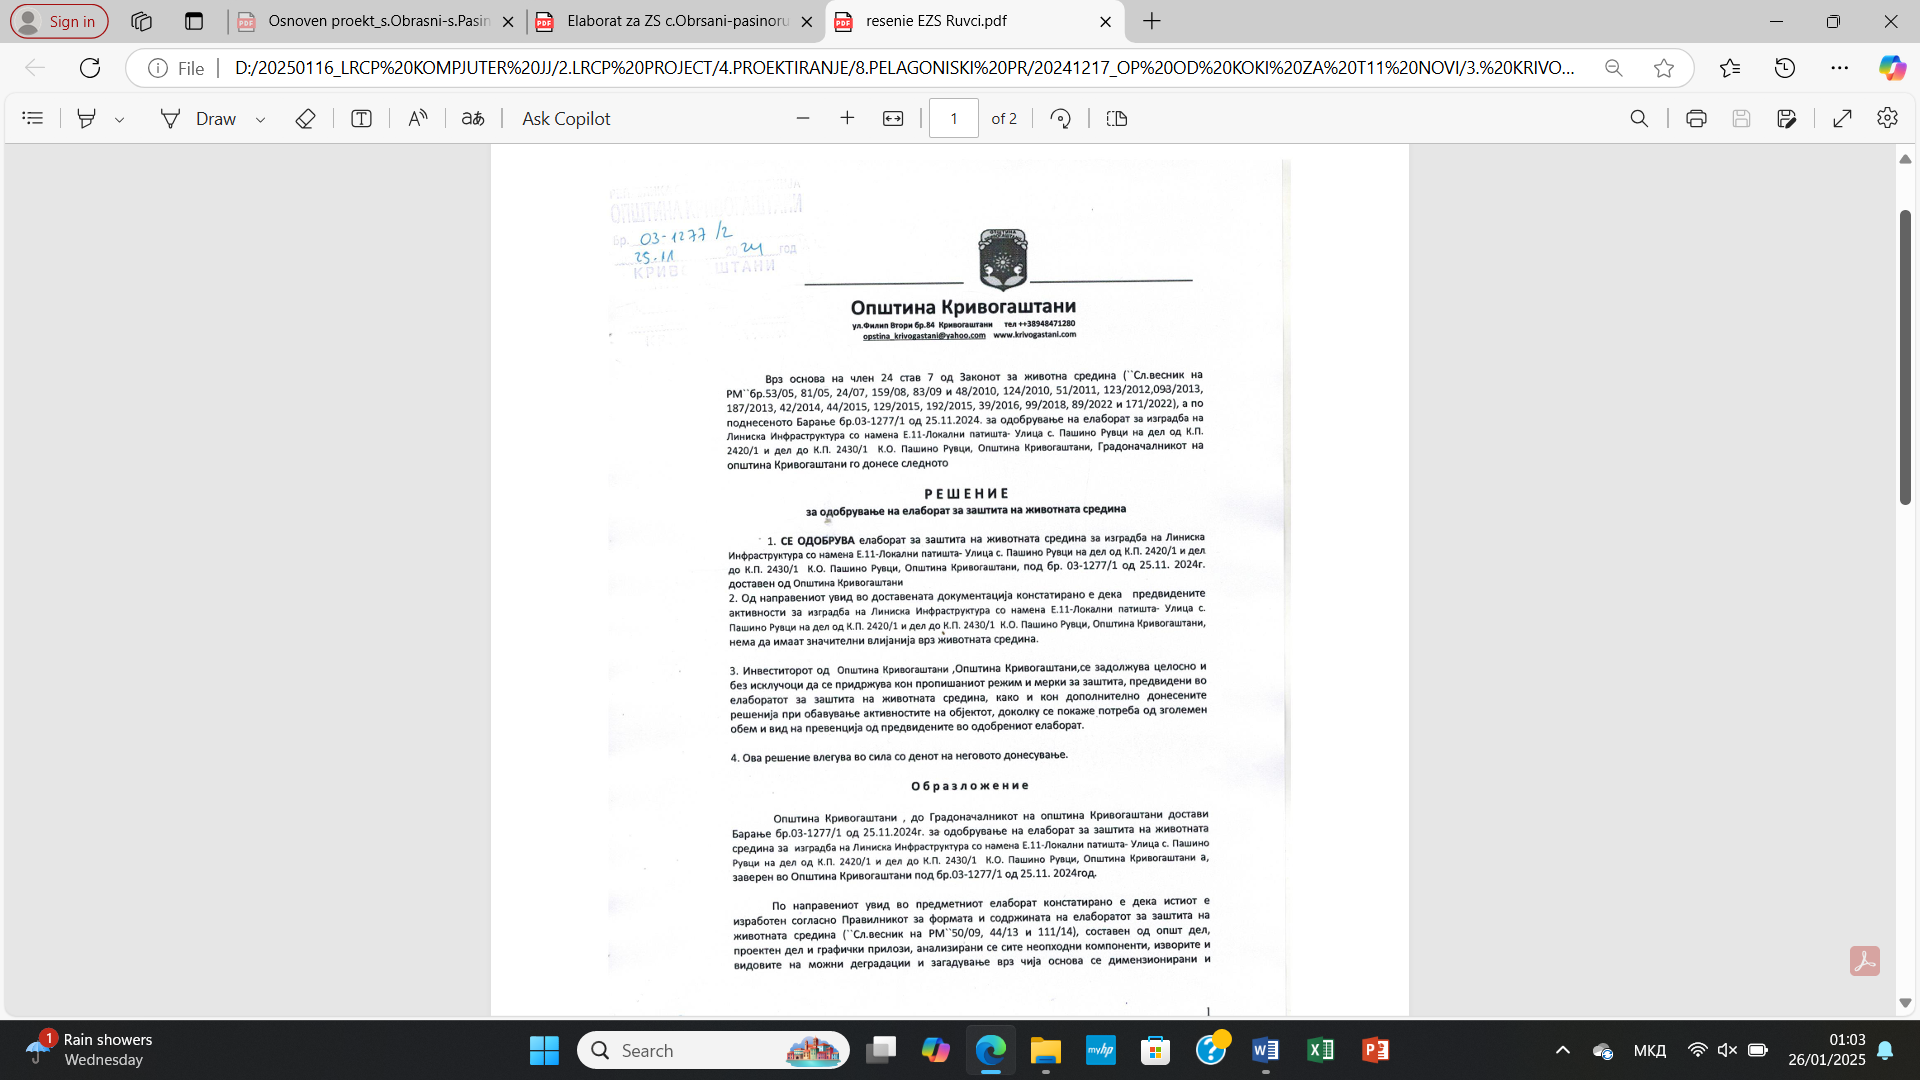 Sign in
Osnoven proekt_s.Obrasni-s.Pasin
Elaborat za ZS c.Obrsani-pasinoru
resenie EZS Ruvci.pdf
File
D:/20250116_LRCP%20KOMPJUTER%20JJ/2.LRCP%20PROJECT/4.PROEKTIRANJE/8.PELAGONISKI%20PR/20241217_OP%20OD%20KOKI%20ZA%20T11%20NOVI/3.%20KRIVO...
Draw
Ask Copilot
1 of 2
Бр. 03-1277/2
25.11 2024 год
Општина Кривогаштани
ул.Филип Втори бр.84 Кривогаштани тел ++38948471280
opstina_krivogastani@yahoo.com www.krivogastani.com
Врз основа на член 24 став 7 од Законот за животна средина (``Сл.весник на
РМ``бр.53/05, 81/05, 24/07, 159/08, 83/09 и 48/2010, 124/2010, 51/2011, 123/2012,093/2013,
187/2013, 42/2014, 44/2015, 129/2015, 192/2015, 39/2016, 99/2018, 89/2022 и 171/2022), а по
поднесеното Барање бр.03-1277/1 од 25.11.2024. за одобрување на елаборат за изградба на
Линиска Инфраструктура со намена Е.11-Локални патишта- Улица с. Пашино Рувци на дел од К.П.
2420/1 и дел до К.П. 2430/1 К.О. Пашино Рувци, Општина Кривогаштани, Градоначалникот на
општина Кривогаштани го донесе следното
Р Е Ш Е Н И Е
за одобрување на елаборат за заштита на животната средина
1. СЕ ОДОБРУВА елаборат за заштита на животната средина за изградба на Линиска
Инфраструктура со намена Е.11-Локални патишта- Улица с. Пашино Рувци на дел од К.П. 2420/1 и дел
до К.П. 2430/1 К.О. Пашино Рувци, Општина Кривогаштани, под бр. 03-1277/1 од 25.11. 2024г.
доставен од Општина Кривогаштани
2. Од направениот увид во доставената документација констатирано е дека предвидените
активности за изградба на Линиска Инфраструктура со намена Е.11-Локални патишта- Улица с.
Пашино Рувци на дел од К.П. 2420/1 и дел до К.П. 2430/1 К.О. Пашино Рувци, Општина Кривогаштани,
нема да имаат значителни влијанија врз животната средина.
3. Инвеститорот од Општина Кривогаштани ,Општина Кривогаштани,се задолжува целосно и
без исклучоци да се придржува кон пропишаниот режим и мерки за заштита, предвидени во
елаборатот за заштита на животната средина, како и кон дополнително донесените
решенија при обавување активностите на објектот, доколку се покаже потреба од зголемен
обем и вид на превенција од предвидените во одобрениот елаборат.
4. Ова решение влегува во сила со денот на неговото донесување.
О б р а з л о ж е н и е
Општина Кривогаштани , до Градоначалникот на општина Кривогаштани достави
Барање бр.03-1277/1 од 25.11.2024г. за одобрување на елаборат за заштита на животната
средина за изградба на Линиска Инфраструктура со намена Е.11-Локални патишта- Улица с. Пашино
Рувци на дел од К.П. 2420/1 и дел до К.П. 2430/1 К.О. Пашино Рувци, Општина Кривогаштани а,
заверен во Општина Кривогаштани под бр.03-1277/1 од 25.11. 2024год.
По направениот увид во предметниот елаборат констатирано е дека истиот е
изработен согласно Правилникот за формата и содржината на елаборатот за заштита на
животната средина (``Сл.весник на РМ``50/09, 44/13 и 111/14), составен од општ дел,
проектен дел и графички прилози, анализирани се сите неопходни компоненти, изворите и
видовите на можни деградации и загадување врз чија основа се димензионирани и
1
Rain showers
Wednesday
Search
МКД
01:03
26/01/2025